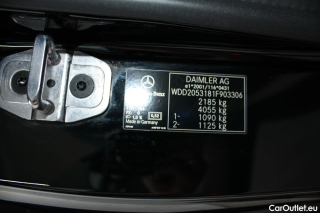 DAIMLER AG
e1*2001/116*0431
WDD2053181F903306
2185 kg
4055 kg
1- 1090 kg
2- 1125 kg
Made in Germany
CarOutlet.eu